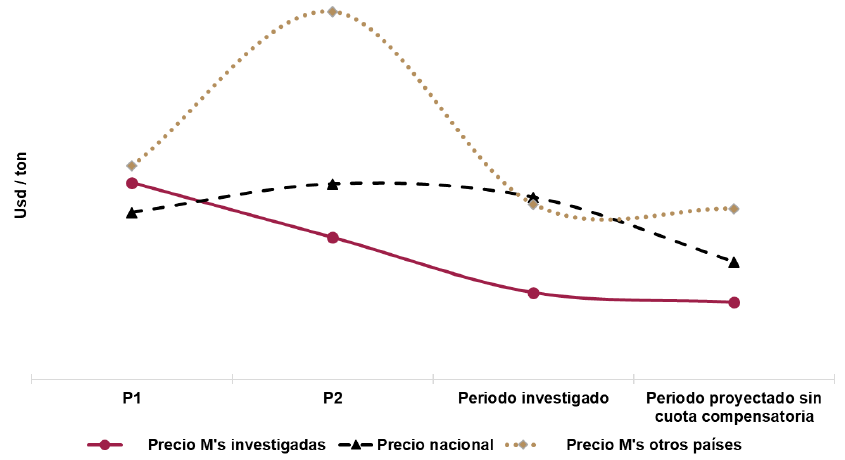 Usd / ton
P1
P2
Periodo investigado
Periodo proyectado sin
cuota compensatoria
Precio M's investigadas
Precio nacional
Precio M's otros países